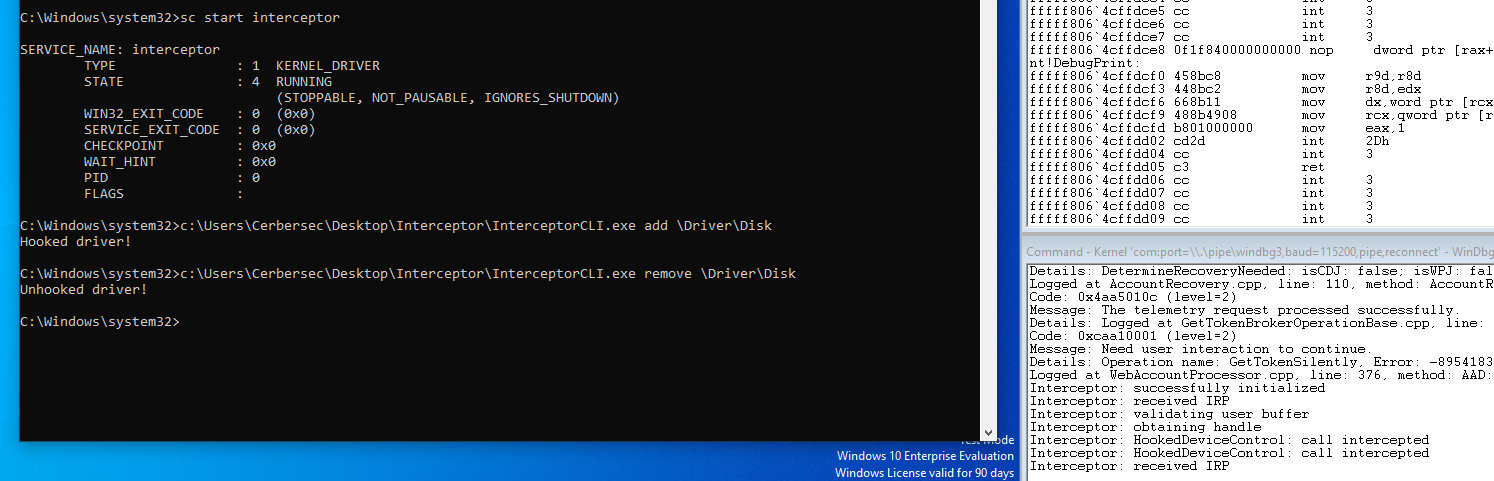 C:\Windows\system32>sc start interceptor
SERVICE_NAME: interceptor
TYPE : 1 KERNEL_DRIVER
STATE : 4 RUNNING
(STOPPABLE, NOT_PAUSABLE, IGNORES_SHUTDOWN)
WIN32_EXIT_CODE : 0 (0x0)
SERVICE_EXIT_CODE : 0 (0x0)
CHECKPOINT : 0x0
WAIT_HINT : 0x0
PID : 0
FLAGS :
C:\Windows\system32>c:\Users\Cerbersec\Desktop\Interceptor\InterceptorCLI.exe add \Driver\Disk
Hooked driver!
C:\Windows\system32>c:\Users\Cerbersec\Desktop\Interceptor\InterceptorCLI.exe remove \Driver\Disk
Unhooked driver!
C:\Windows\system32>
Test Mode
Windows 10 Enterprise Evaluation
Windows License valid for 90 days
fffff806`4cffdce5 cc int 3
fffff806`4cffdce6 cc int 3
fffff806`4cffdce7 cc int 3
fffff806`4cffdce8 0f1f840000000000 nop dword ptr [rax+
nt!DebugPrint:
fffff806`4cffdcf0 458bc8 mov r9d,r8d
fffff806`4cffdcf3 448bc2 mov r8d,edx
fffff806`4cffdcf6 668b11 mov dx,word ptr [rcx
fffff806`4cffdcf9 488b4908 mov rcx,qword ptr [r
fffff806`4cffdcfd b801000000 mov eax,1
fffff806`4cffdd02 cd2d int 2Dh
fffff806`4cffdd04 cc int 3
fffff806`4cffdd05 c3 ret
fffff806`4cffdd06 cc int 3
fffff806`4cffdd07 cc int 3
fffff806`4cffdd08 cc int 3
fffff806`4cffdd09 cc int 3
Command - Kernel 'com:port=\\.\pipe\windbg3,baud=115200,pipe,reconnect' - WinDbg
Details: DetermineRecoveryNeeded: isCDJ: false; isWPJ: fal
Logged at AccountRecovery.cpp, line: 110, method: AccountR
Code: 0x4aa5010c (level=2)
Message: The telemetry request processed successfully.
Details: Logged at GetTokenBrokerOperationBase.cpp, line:
Code: 0xcaa10001 (level=2)
Message: Need user interaction to continue.
Details: Operation name: GetTokenSilently, Error: -8954183
Logged at WebAccountProcessor.cpp, line: 376, method: AAD:
Interceptor: successfully initialized
Interceptor: received IRP
Interceptor: validating user buffer
Interceptor: obtaining handle
Interceptor: HookedDeviceControl: call intercepted
Interceptor: HookedDeviceControl: call intercepted
Interceptor: received IRP